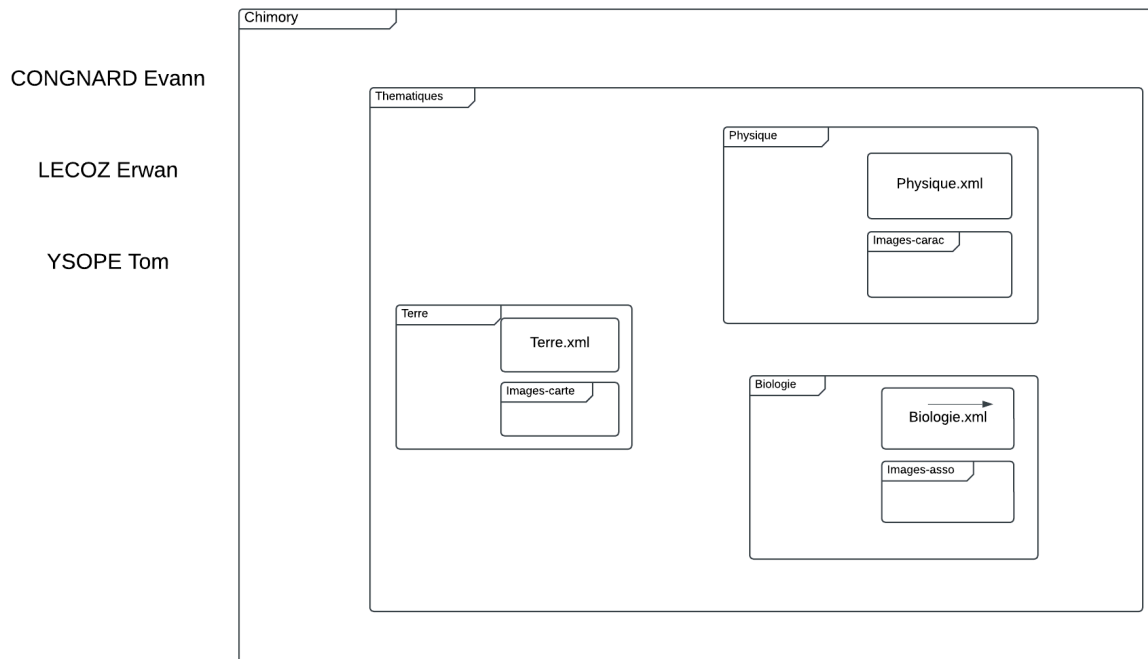 Chimory
CONGNARD Evann
Thematiques
Physique
LECOZ Erwan
Physique.xml
Images-carac
YSOPE Tom
Terre
Terre.xml
Images-carte
Biologie
Biologie.xml
Images-asso